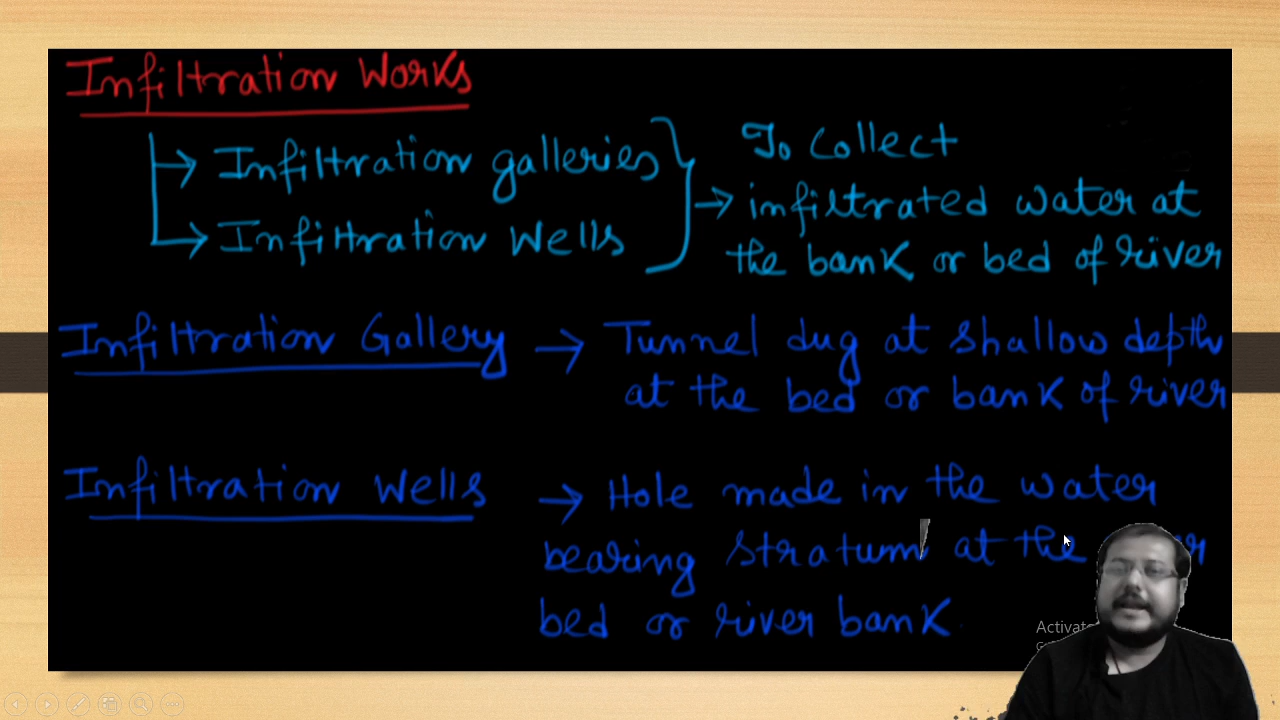 Infiltration Works
Infiltration galleries
Infiltration Wells
To collect
infiltrated water at
the bank or bed of river
Infiltration Gallery → Tunnel dug at shallow depth
at the bed or bank of river
Infiltration Wells → Hole made in the water
bearing stratum at the
bed or river bank
Activate